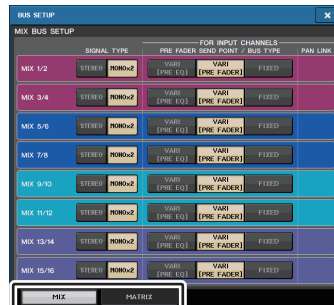 BUS SETUP
MIX BUS SETUP
FOR INPUT CHANNELS
SIGNAL TYPE PRE FADER SEND POINT / BUS TYPE PAN LINK
MIX 1/2 STEREO MONOx2 VARI [PRE EQ] VARI [PRE FADER] FIXED
MIX 3/4 STEREO MONOx2 VARI [PRE EQ] VARI [PRE FADER] FIXED
MIX 5/6 STEREO MONOx2 VARI [PRE EQ] VARI [PRE FADER] FIXED
MIX 7/8 STEREO MONOx2 VARI [PRE EQ] VARI [PRE FADER] FIXED
MIX 9/10 STEREO MONOx2 VARI [PRE EQ] VARI [PRE FADER] FIXED
MIX 11/12 STEREO MONOx2 VARI [PRE EQ] VARI [PRE FADER] FIXED
MIX 13/14 STEREO MONOx2 VARI [PRE EQ] VARI [PRE FADER] FIXED
MIX 15/16 STEREO MONOx2 VARI [PRE EQ] VARI [PRE FADER] FIXED
MIX MATRIX